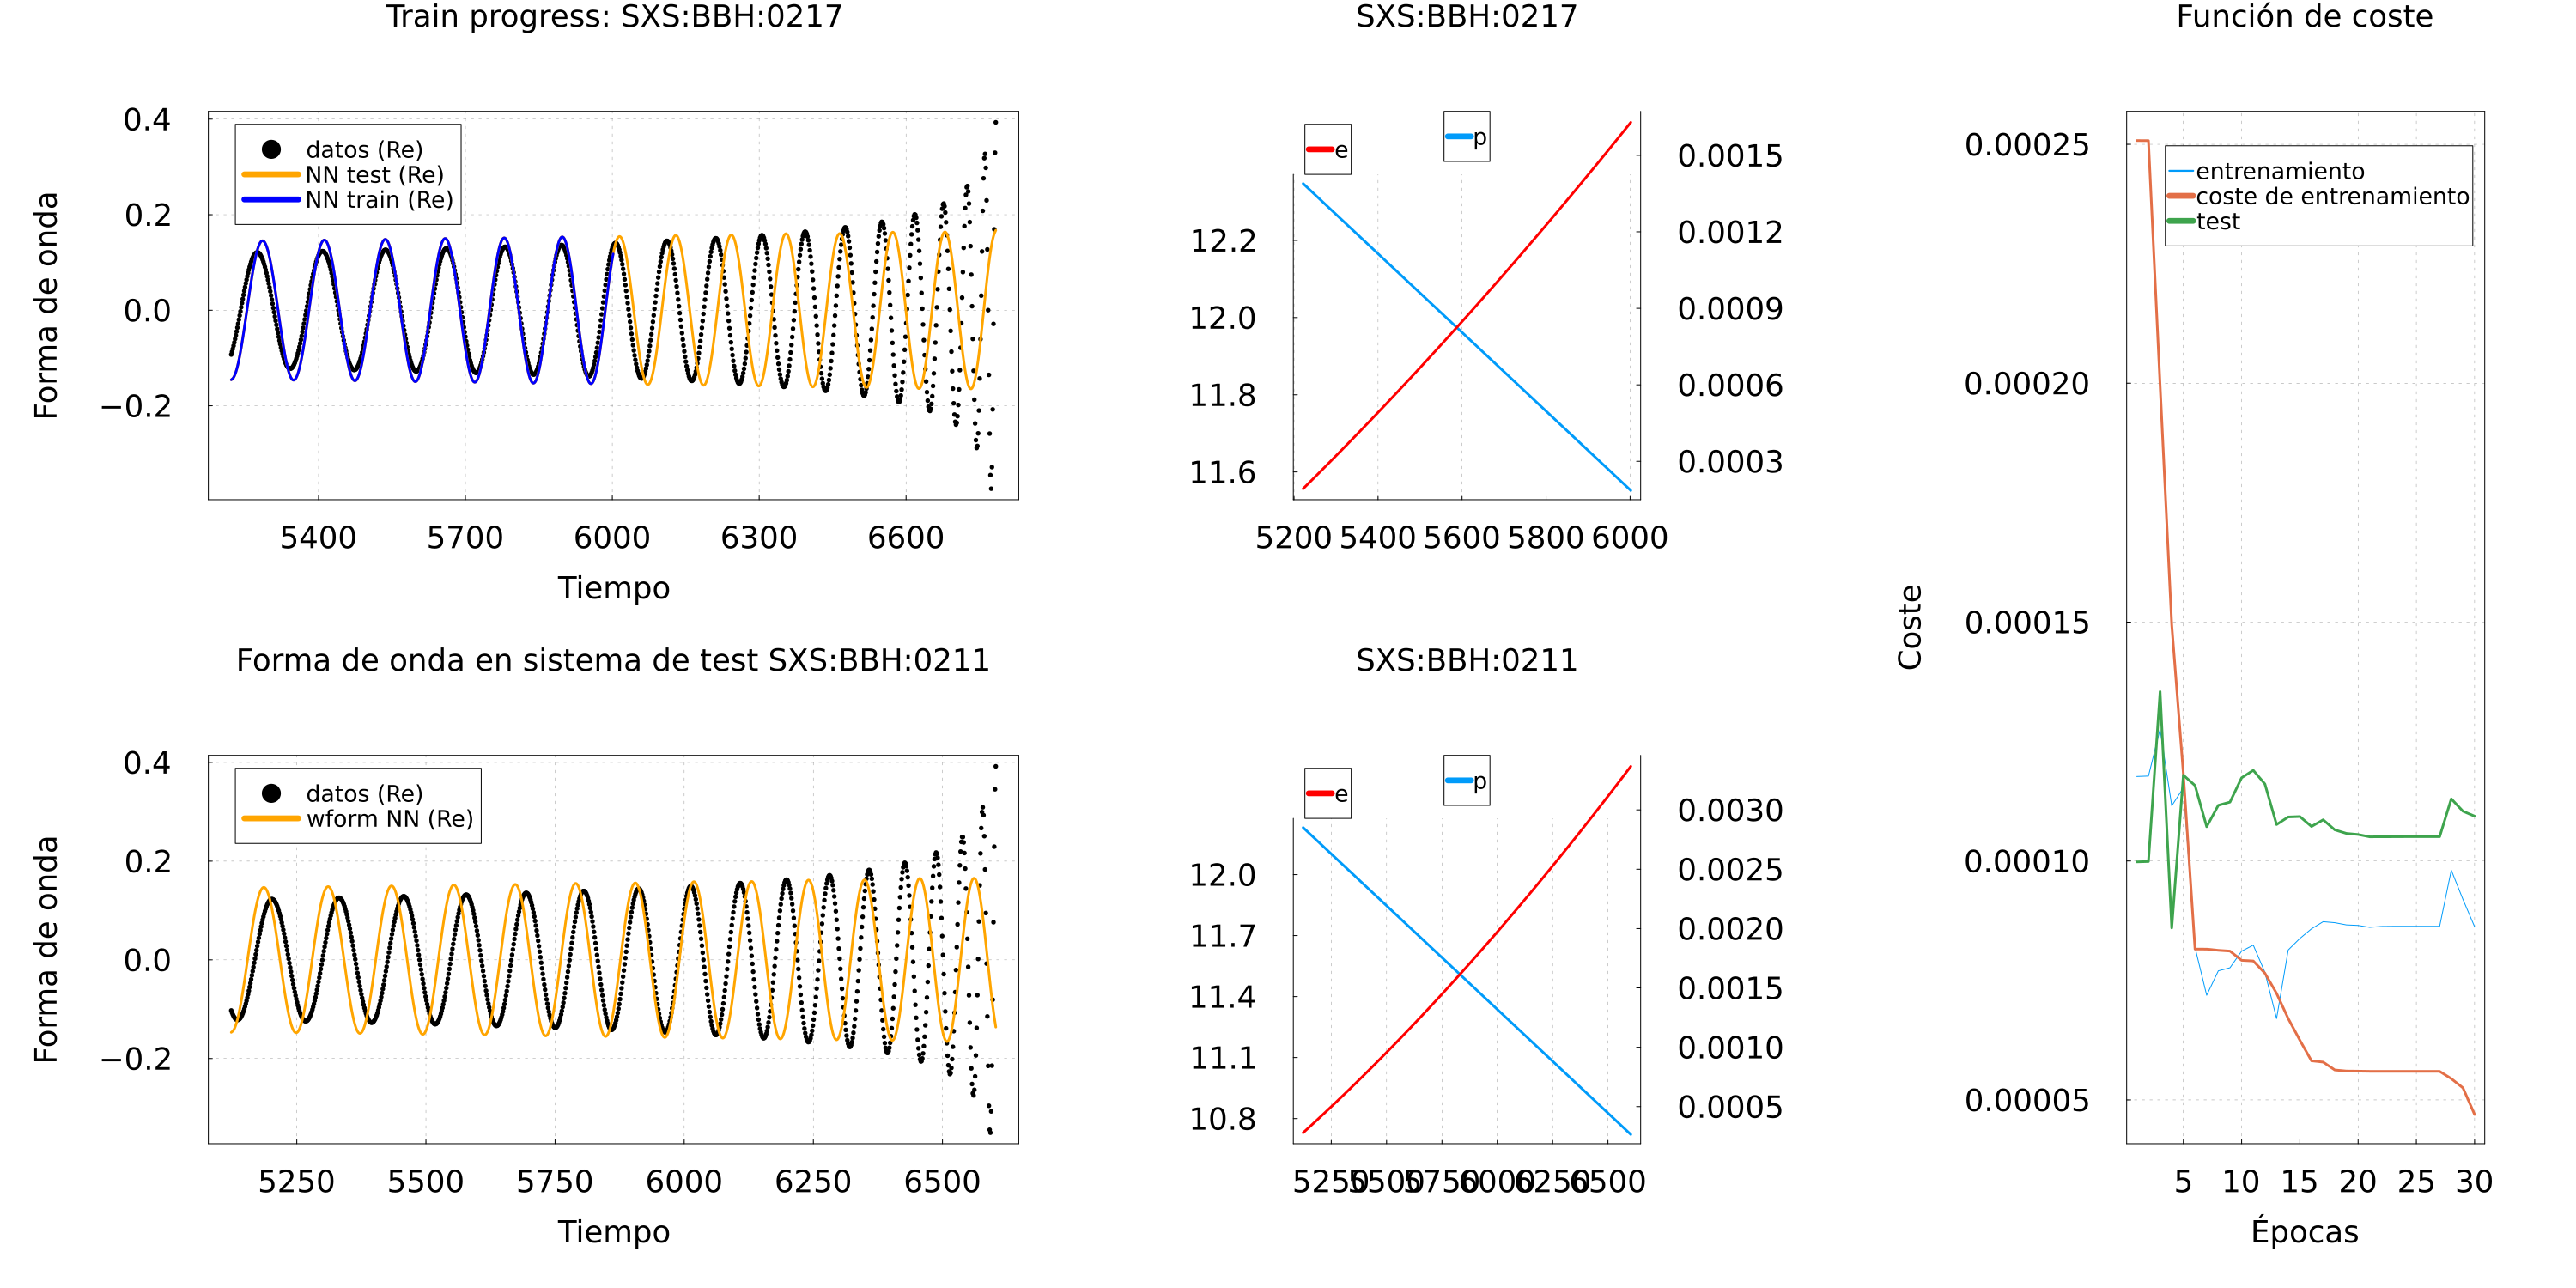 Train progress: SXS:BBH:0217
0.4
0.2
0.0
−0.2
Forma de onda
datos (Re)
NN test (Re)
NN train (Re)
5400 5700 6000 6300 6600
Tiempo
SXS:BBH:0217
e
p
12.2
12.0
11.8
11.6
0.0015
0.0012
0.0009
0.0006
0.0003
5200 5400 5600 5800 6000
Forma de onda en sistema de test SXS:BBH:0211
0.4
0.2
0.0
−0.2
Forma de onda
datos (Re)
wform NN (Re)
5250 5500 5750 6000 6250 6500
Tiempo
SXS:BBH:0211
e
p
12.0
11.7
11.4
11.1
10.8
0.0030
0.0025
0.0020
0.0015
0.0010
0.0005
5250 5500 5750 6000 6250 6500
Función de coste
0.00025
0.00020
0.00015
0.00010
0.00005
Coste
entrenamiento
coste de entrenamiento
test
5 10 15 20 25 30
Épocas